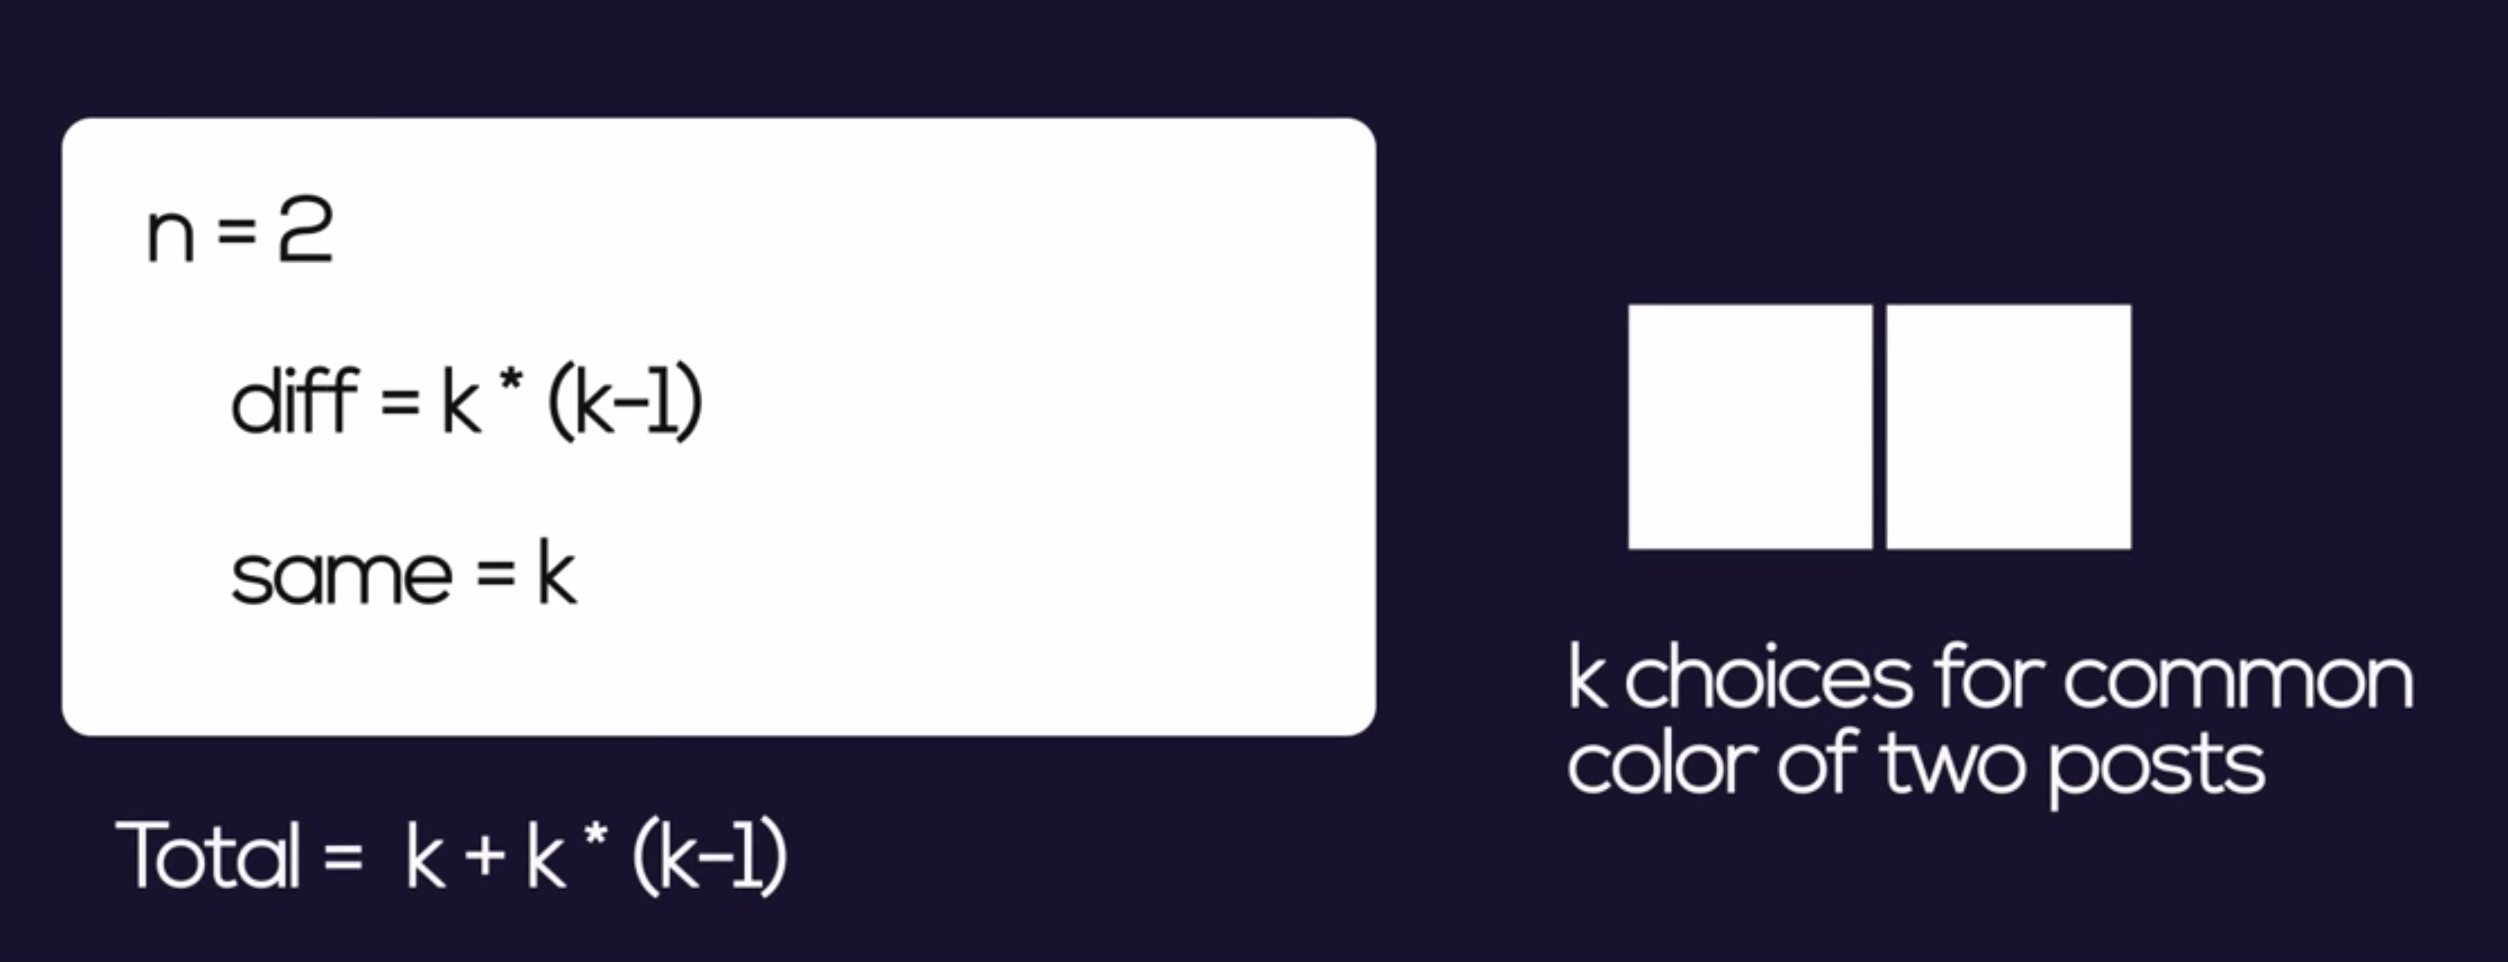 n = 2
diff = k * (k-1)
same = k
Total = k + k * (k-1)
k choices for common
color of two posts